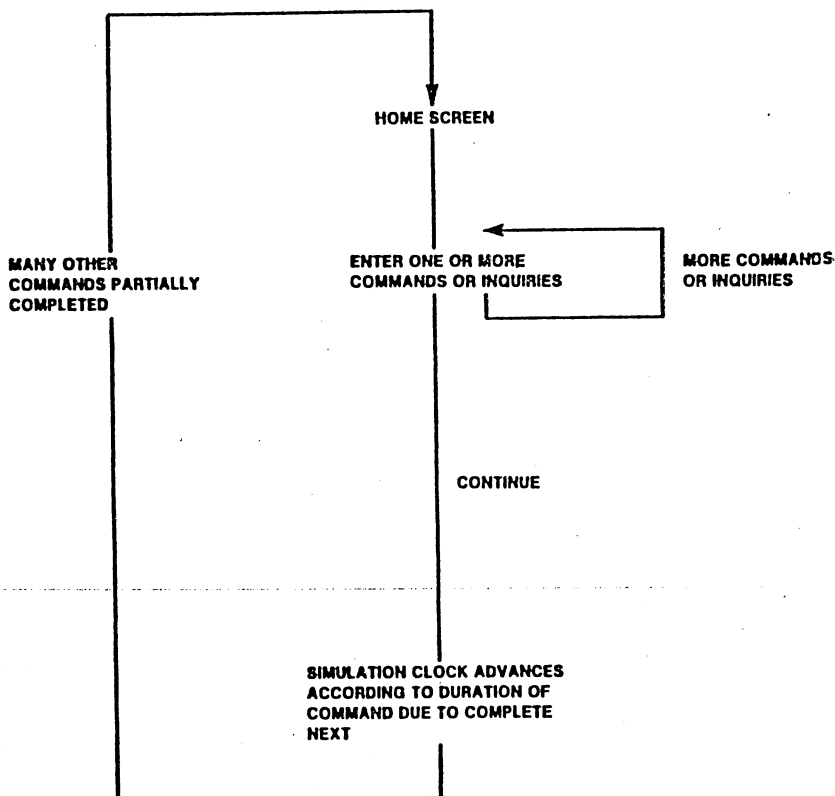 HOME SCREEN
MANY OTHER
COMMANDS PARTIALLY
COMPLETED
ENTER ONE OR MORE
COMMANDS OR INQUIRIES
MORE COMMANDS
OR INQUIRIES
CONTINUE
SIMULATION CLOCK ADVANCES
ACCORDING TO DURATION OF
COMMAND DUE TO COMPLETE
NEXT